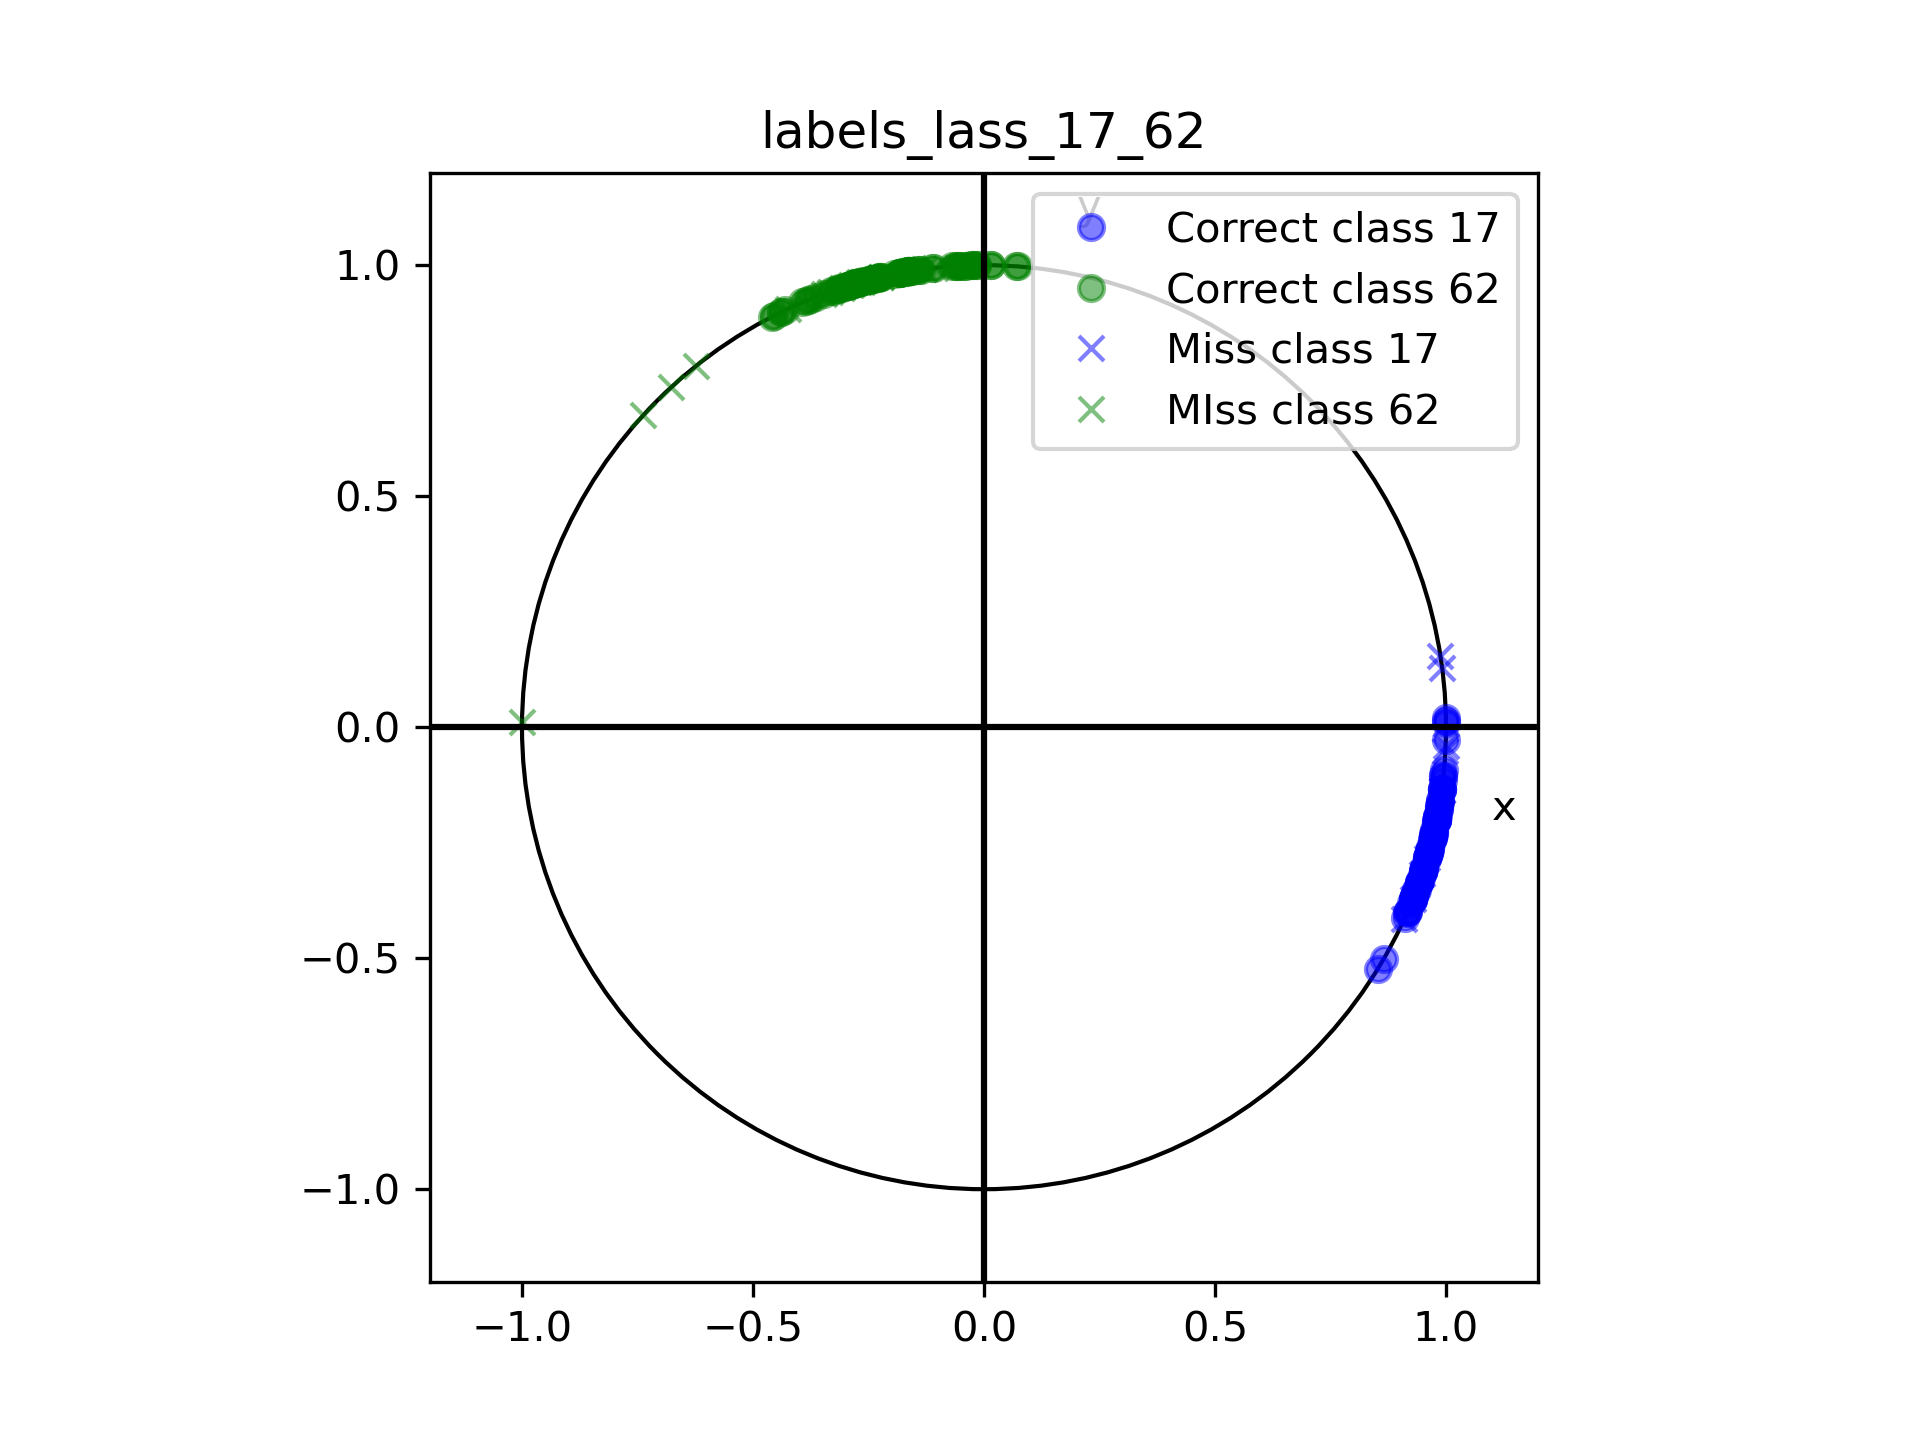 labels_lass_17_62
y
Correct class 17
Correct class 62
Miss class 17
MIss class 62
1.0
0.5
0.0
−0.5
−1.0
x
−1.0
−0.5
0.0
0.5
1.0